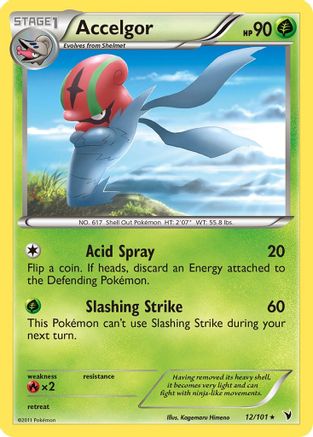 STAGE1 Accelgor HP90
Evolves from Shelmet
NO. 617 Shell Out Pokémon HT: 2'07" WT: 55.8 lbs.
Acid Spray 20
Flip a coin. If heads, discard an Energy attached to
the Defending Pokémon.
Slashing Strike 60
This Pokémon can't use Slashing Strike during your
next turn.
weakness resistance
×2
retreat
Having removed its heavy shell,
it becomes very light and can
fight with ninja-like movements.
©2011 Pokémon Illus. Kagemaru Himeno 12/101 ★